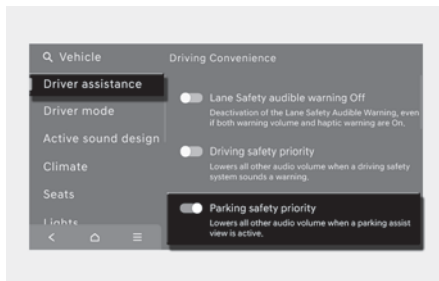 Vehicle
Driving Convenience
Driver assistance
Lane Safety audible warning Off
Deactivation of the Lane Safety Audible Warning, even
if both warning volume and haptic warning are On.
Driver mode
Active sound design
Driving safety priority
Lowers all other audio volume when a driving safety
system sounds a warning.
Climate
Seats
Parking safety priority
Lowers all other audio volume when a parking assist
view is active.
Lights